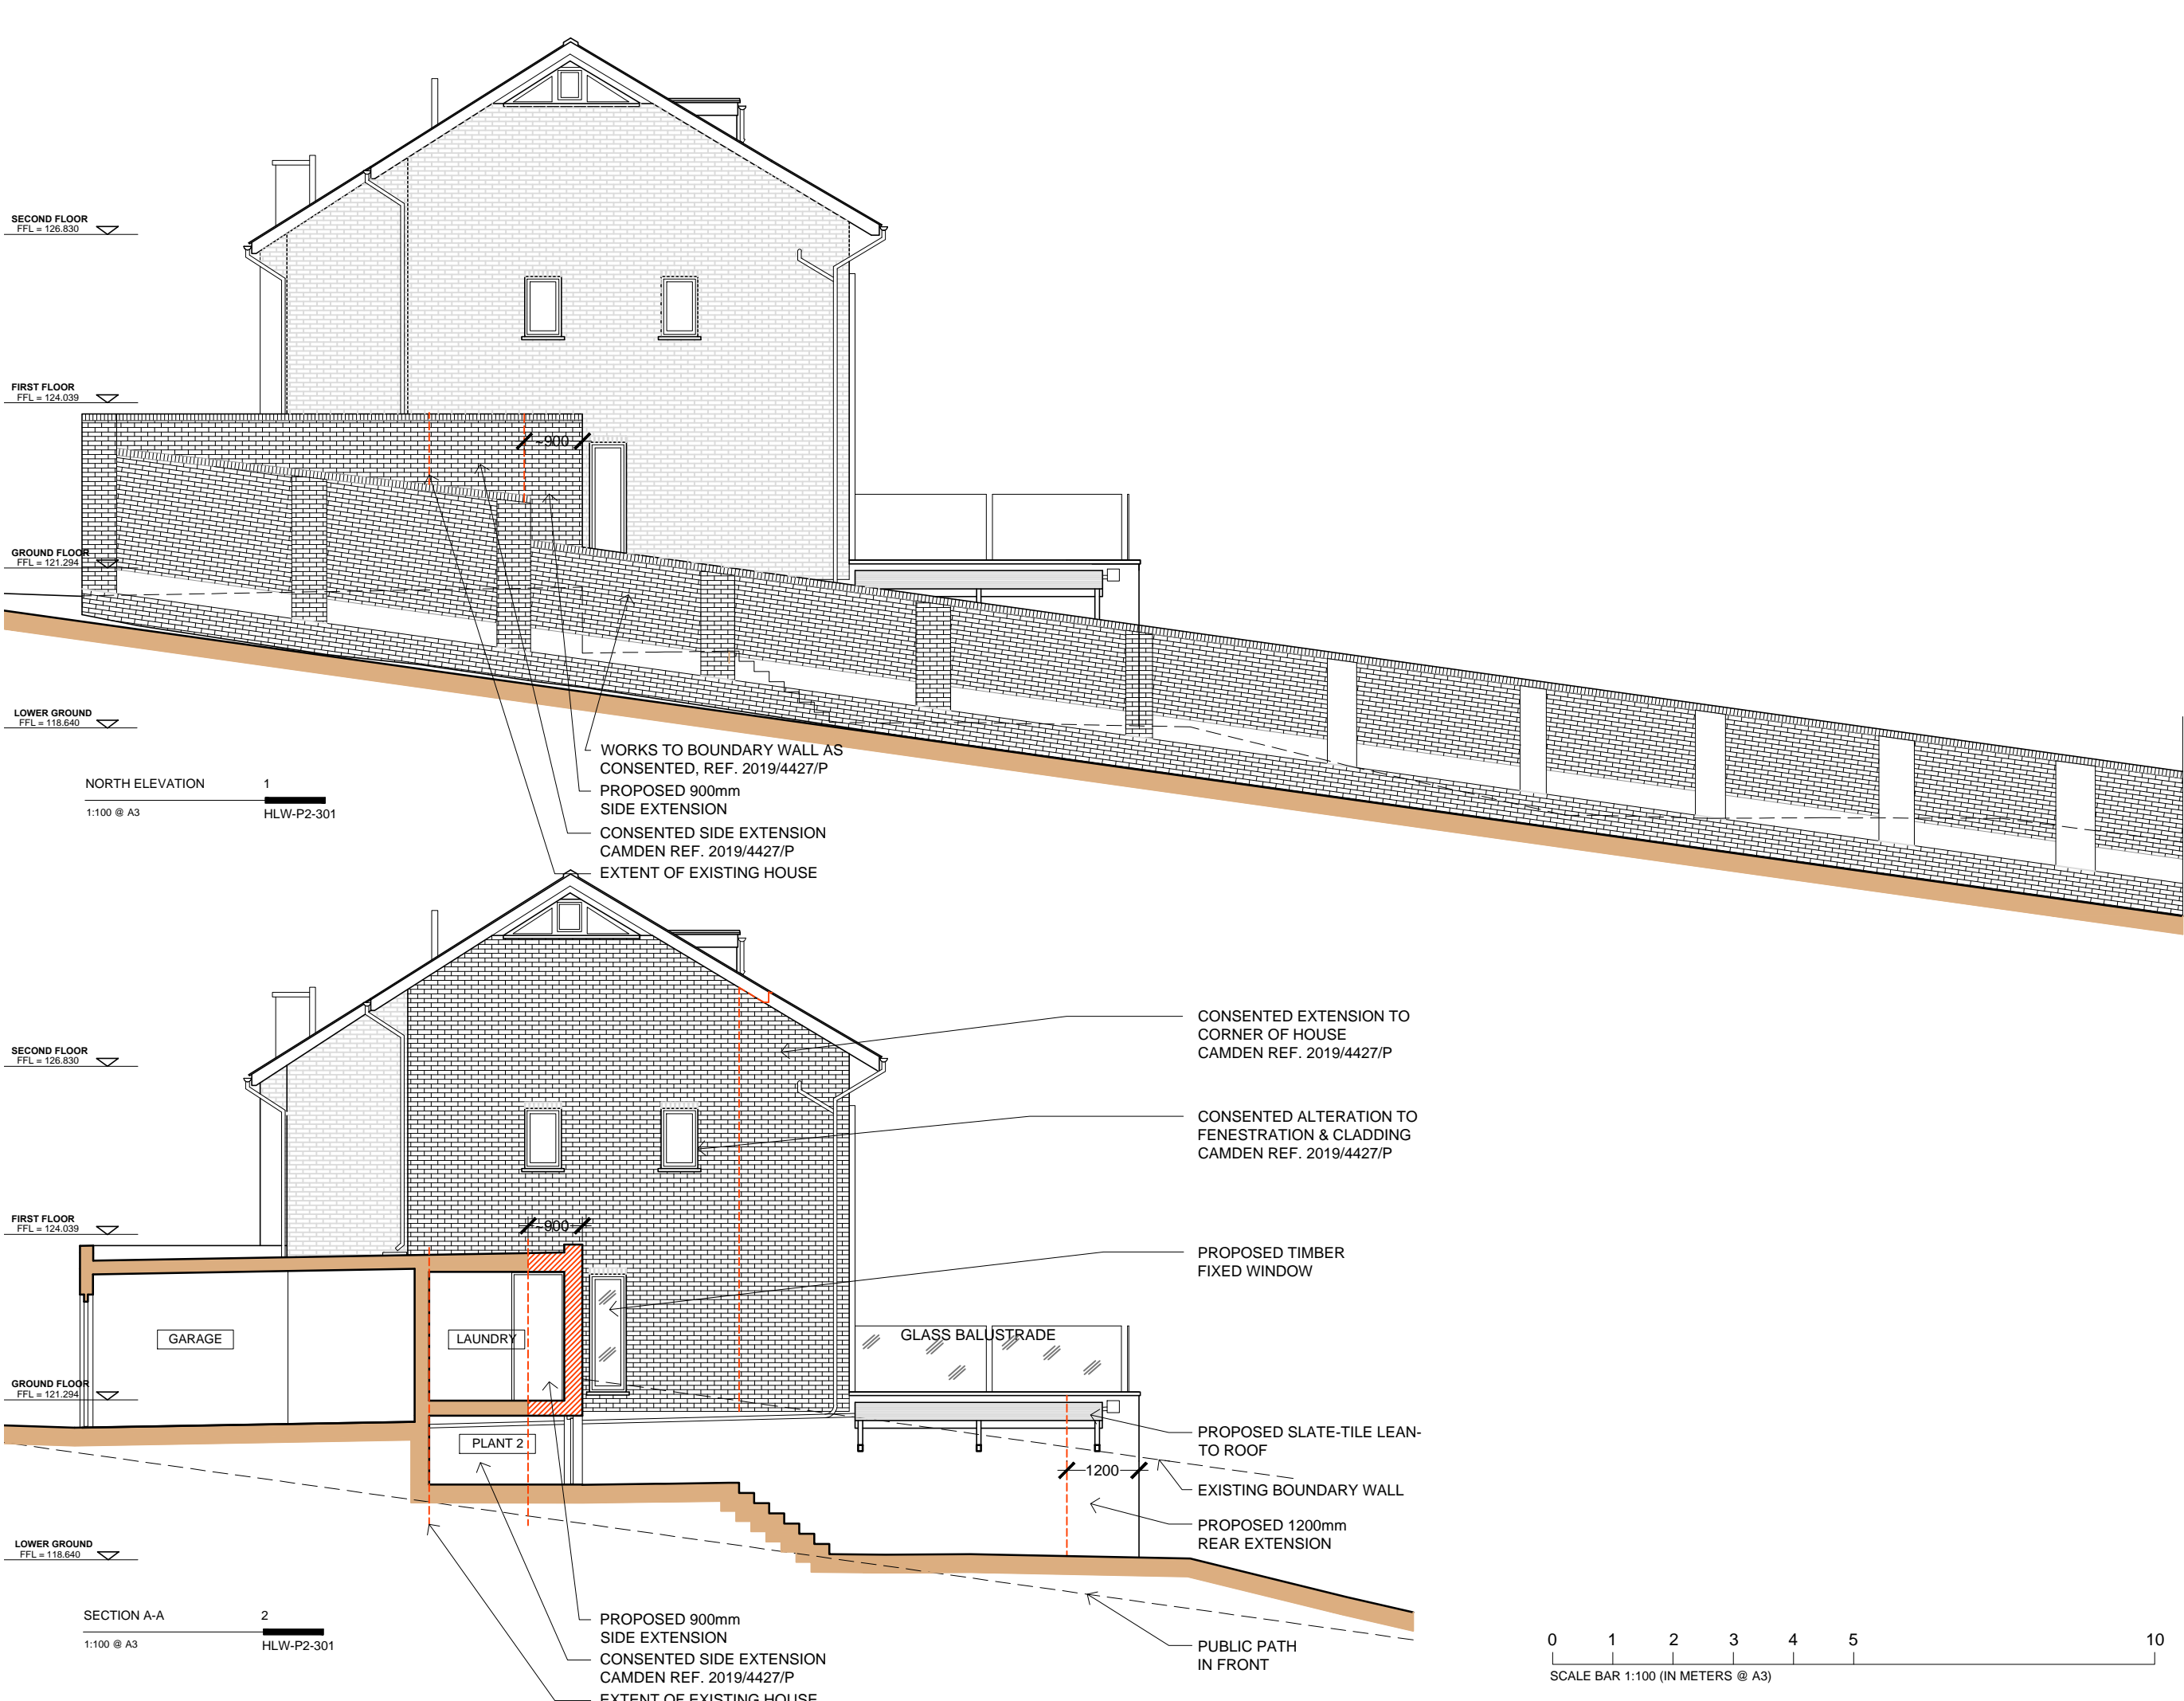 SECOND FLOOR
FFL = 126.830
FIRST FLOOR
FFL = 124.039
~900
GROUND FLOOR
FFL = 121.294
LOWER GROUND
FFL = 118.640
WORKS TO BOUNDARY WALL AS
CONSENTED, REF. 2019/4427/P
PROPOSED 900mm
SIDE EXTENSION
CONSENTED SIDE EXTENSION
CAMDEN REF. 2019/4427/P
EXTENT OF EXISTING HOUSE
NORTH ELEVATION 1
1:100 @ A3 HLW-P2-301
SECOND FLOOR
FFL = 126.830
CONSENTED EXTENSION TO
CORNER OF HOUSE
CAMDEN REF. 2019/4427/P
CONSENTED ALTERATION TO
FENESTRATION & CLADDING
CAMDEN REF. 2019/4427/P
FIRST FLOOR
FFL = 124.039
~900
PROPOSED TIMBER
FIXED WINDOW
GARAGE
LAUNDRY
GLASS BALUSTRADE
GROUND FLOOR
FFL = 121.294
PLANT 2
PROPOSED SLATE-TILE LEAN-
TO ROOF
1200
EXISTING BOUNDARY WALL
PROPOSED 1200mm
REAR EXTENSION
LOWER GROUND
FFL = 118.640
SECTION A-A 2
1:100 @ A3 HLW-P2-301
PROPOSED 900mm
SIDE EXTENSION
CONSENTED SIDE EXTENSION
CAMDEN REF. 2019/4427/P
EXTENT OF EXISTING HOUSE
PUBLIC PATH
IN FRONT
0 1 2 3 4 5 10
SCALE BAR 1:100 (IN METERS @ A3)